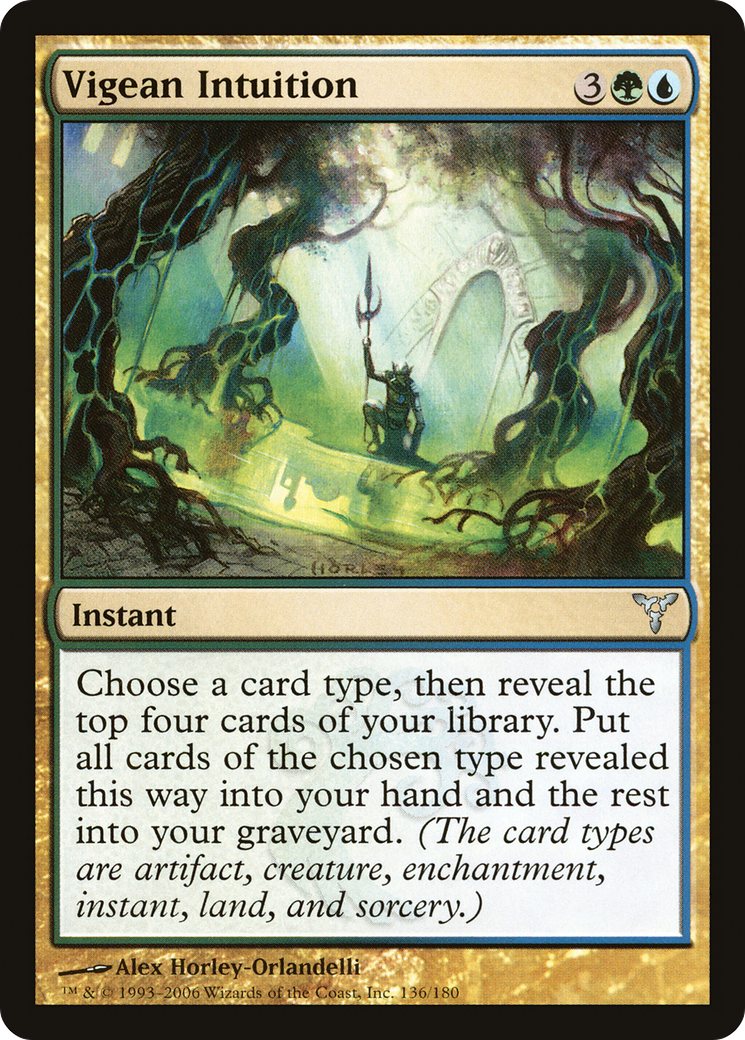 Vigean Intuition 3
HORLEY
Instant
Choose a card type, then reveal the
top four cards of your library. Put
all cards of the chosen type revealed
this way into your hand and the rest
into your graveyard. (The card types
are artifact, creature, enchantment,
instant, land, and sorcery.)
Alex Horley-Orlandelli
™ & © 1993–2006 Wizards of the Coast, Inc. 136/180